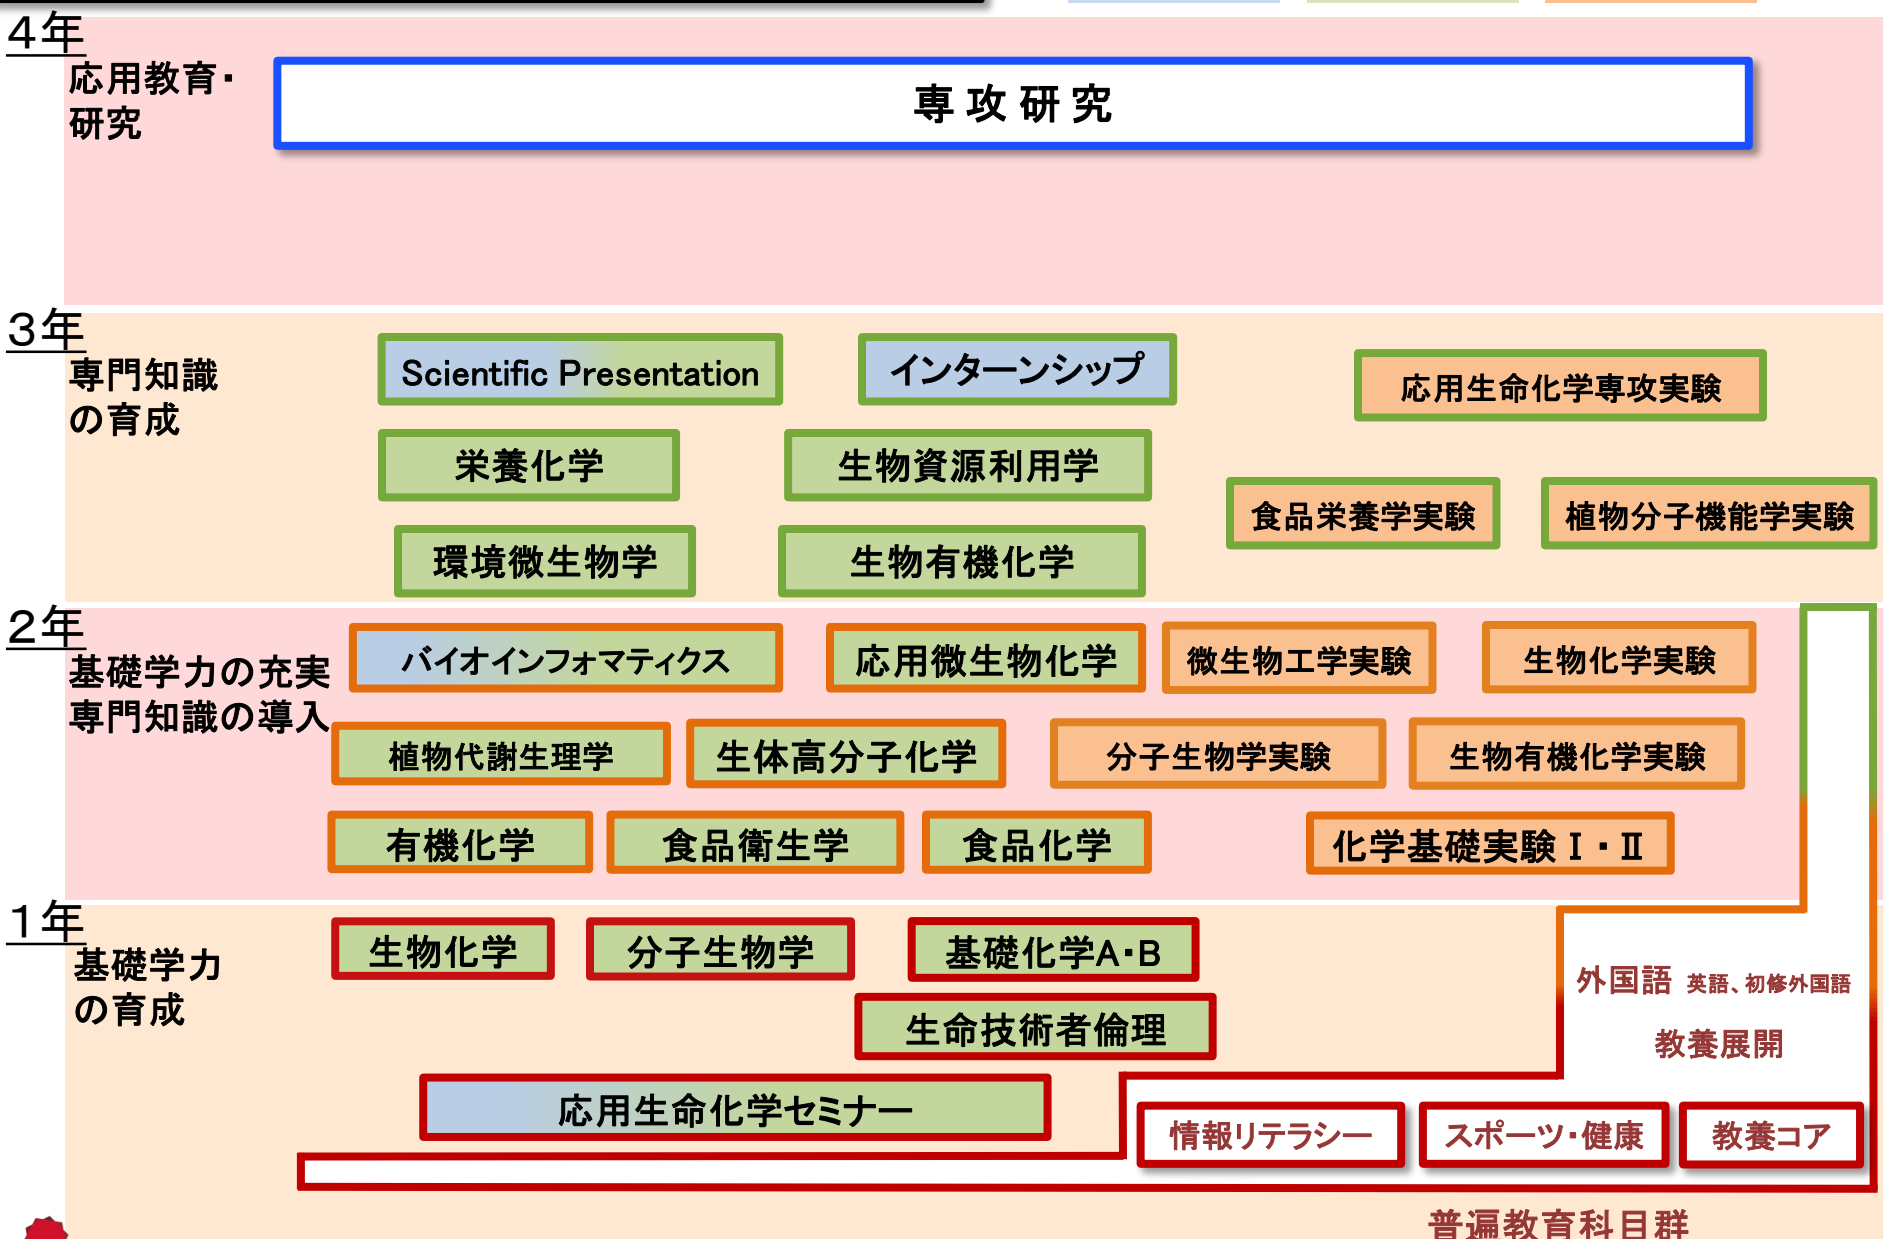 4年
応用教育・
研究
専攻研究
3年
専門知識
の育成
Scientific Presentation
インターンシップ
応用生命化学専攻実験
栄養化学
生物資源利用学
食品栄養学実験
植物分子機能学実験
環境微生物学
生物有機化学
2年
基礎学力の充実
専門知識の導入
バイオインフォマティクス
応用微生物化学
微生物工学実験
生物化学実験
植物代謝生理学
生体高分子化学
分子生物学実験
生物有機化学実験
有機化学
食品衛生学
食品化学
化学基礎実験Ⅰ・Ⅱ
1年
基礎学力
の育成
生物化学
分子生物学
基礎化学A・B
外国語 英語、初修外国語
生命技術者倫理
教養展開
応用生命化学セミナー
情報リテラシー
スポーツ・健康
教養コア
普遍教育科目群